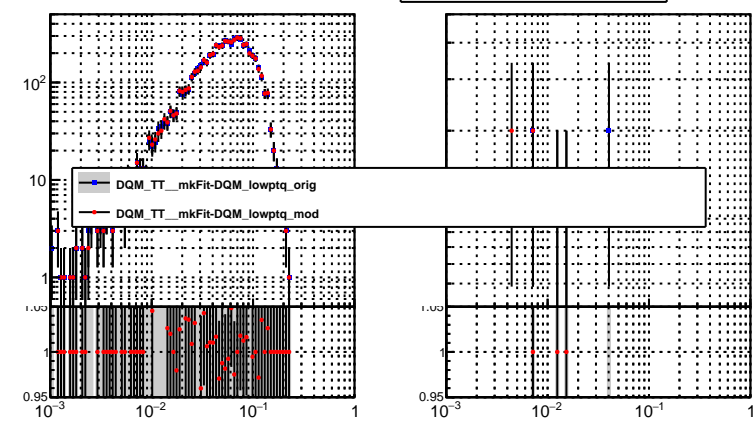 10²
10
1
DQM_TT__mkFit-DQM_lowptq_orig
DQM_TT__mkFit-DQM_lowptq_mod
1.05 1.05
1 1
0.95 0.95
10⁻³ 10⁻² 10⁻¹ 1 10⁻³ 10⁻² 10⁻¹ 1